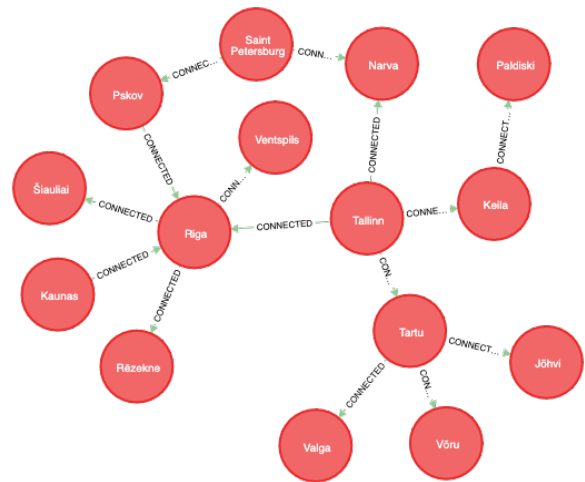 Saint
Petersburg
CONNEC...
CONN...
Narva
Paldiski
Pskov
CONNECTED
Ventspils
CONN...
CONNECTED
CONNECT...
Šiauliai
CONNECTED
Riga
CONNECTED
Tallinn
CONNE...
Keila
Kaunas
CONNECTED
CONNECTED
CON...
Rēzekne
Tartu
CONNECT...
Jõhvi
CONNECTED
CON...
Valga
Võru